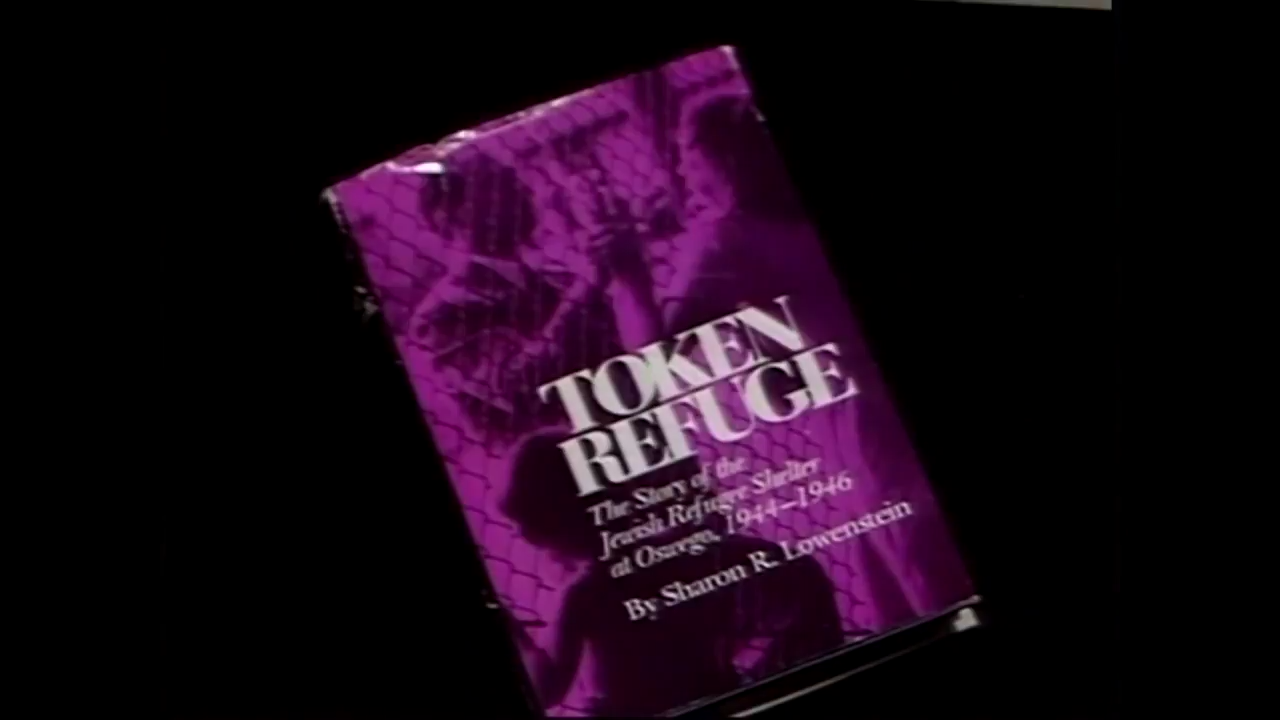 TOKEN
REFUGE
The Story of the
Jewish Refugee Shelter
at Oswego, 1944–1946
By Sharon R. Lowenstein